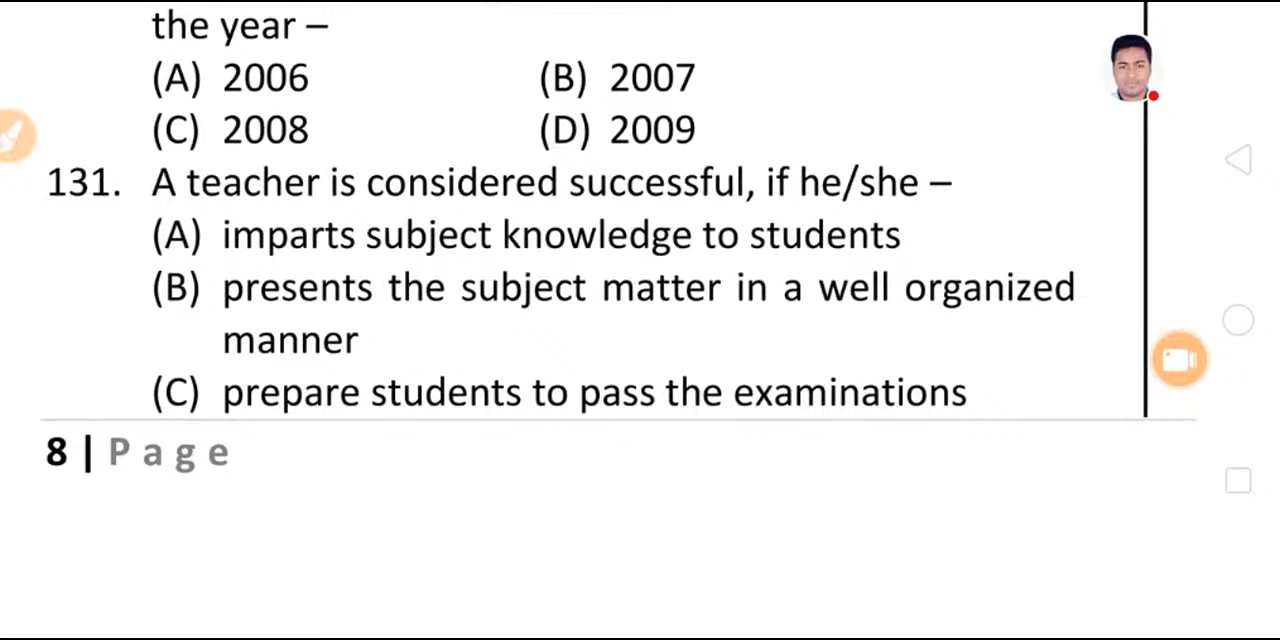 the year –
(A) 2006 (B) 2007
(C) 2008 (D) 2009
131. A teacher is considered successful, if he/she –
(A) imparts subject knowledge to students
(B) presents the subject matter in a well organized
manner
(C) prepare students to pass the examinations
8 | P a g e